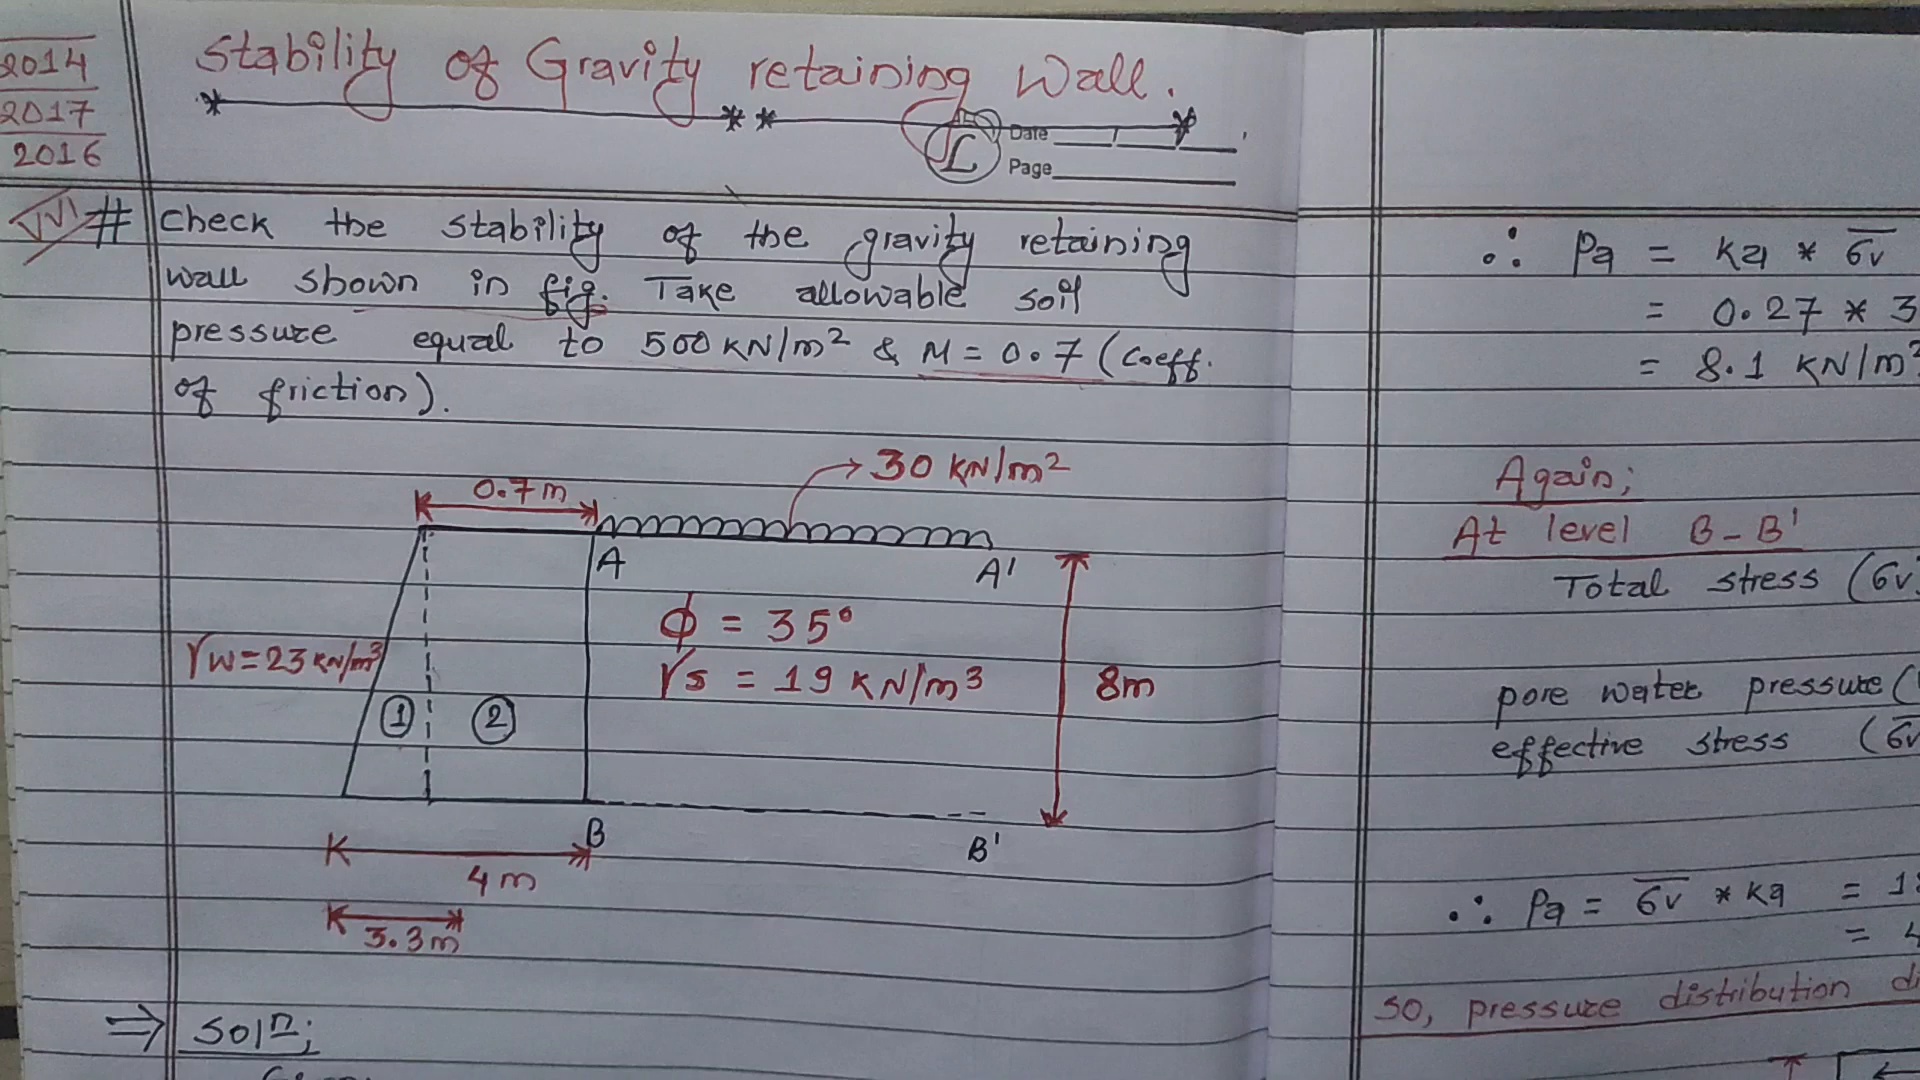 2014
2017
2016
Stability of Gravity retaining Wall.
Date
Page
# Check the stability of the gravity retaining
wall shown in fig. Take allowable soil
pressure equal to 500 KN/m² & M = 0.7 (Coeff.
of friction).
30 KN/m²
0.7m
A
A'
φ = 35°
γw=23 KN/m³
γs = 19 KN/m³
8m
① ②
B
B'
4m
3.3m
⇒ Solⁿ;
∴ Pa = ka * σv
= 0.27 * 3
= 8.1 KN/m²
Again;
At level B-B'
Total stress (σv
pore water pressure (
effective stress (σv
∴ Pa = σv * ka = 1
=
so, pressure distribution